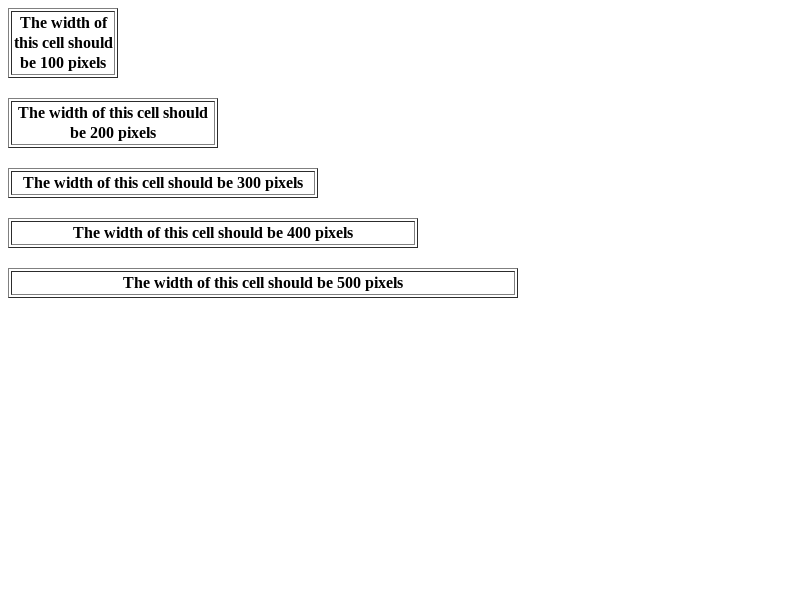 The width of
this cell should
be 100 pixels
The width of this cell should
be 200 pixels
The width of this cell should be 300 pixels
The width of this cell should be 400 pixels
The width of this cell should be 500 pixels